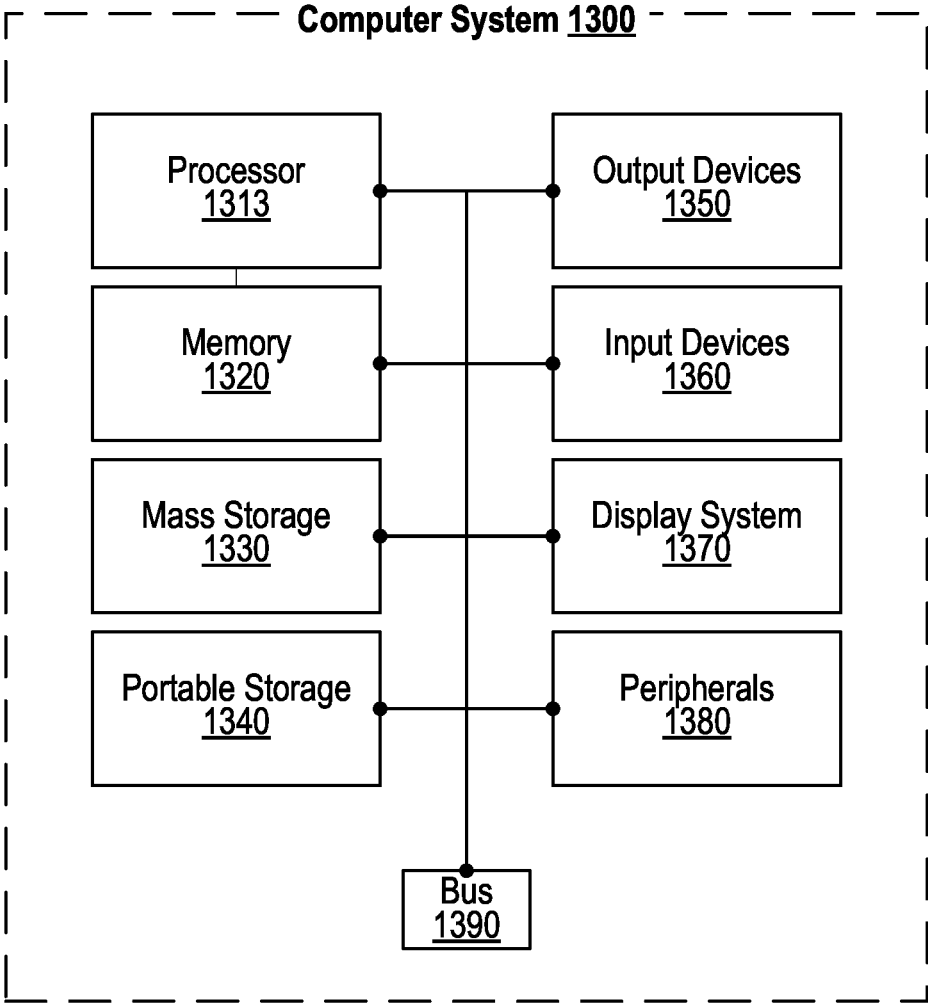 Computer System 1300
Processor
1313
Output Devices
1350
Memory
1320
Input Devices
1360
Mass Storage
1330
Display System
1370
Portable Storage
1340
Peripherals
1380
Bus
1390